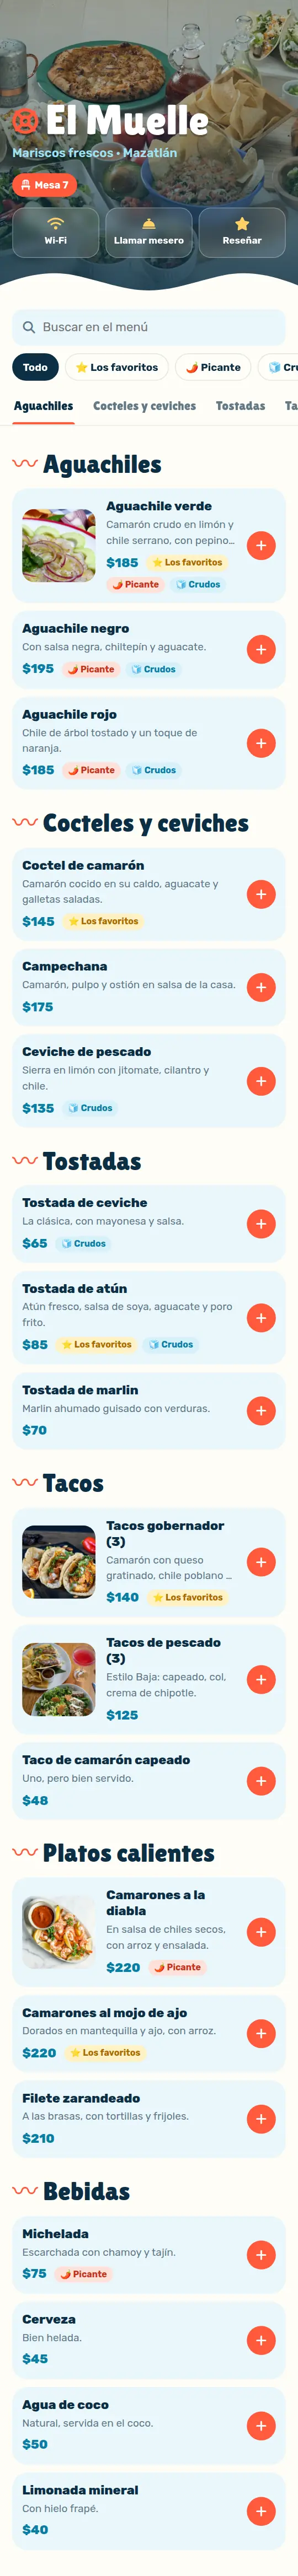 El Muelle
Mariscos frescos • Mazatlán
Mesa 7
Wi-Fi
Llamar mesero
Reseñar
Buscar en el menú
Todo
⭐ Los favoritos
🌶️ Picante
🧊 Cru
Aguachiles
Cocteles y ceviches
Tostadas
Ta
Aguachiles
Aguachile verde
Camarón crudo en limón y
chile serrano, con pepino…
$185 ⭐ Los favoritos
🌶️ Picante 🧊 Crudos
Aguachile negro
Con salsa negra, chiltepín y aguacate.
$195 🌶️ Picante 🧊 Crudos
Aguachile rojo
Chile de árbol tostado y un toque de
naranja.
$185 🌶️ Picante 🧊 Crudos
Cocteles y ceviches
Coctel de camarón
Camarón cocido en su caldo, aguacate y
galletas saladas.
$145 ⭐ Los favoritos
Campechana
Camarón, pulpo y ostión en salsa de la casa.
$175
Ceviche de pescado
Sierra en limón con jitomate, cilantro y
chile.
$135 🧊 Crudos
Tostadas
Tostada de ceviche
La clásica, con mayonesa y salsa.
$65 🧊 Crudos
Tostada de atún
Atún fresco, salsa de soya, aguacate y poro
frito.
$85 ⭐ Los favoritos 🧊 Crudos
Tostada de marlin
Marlin ahumado guisado con verduras.
$70
Tacos
Tacos gobernador
(3)
Camarón con queso
gratinado, chile poblano …
$140 ⭐ Los favoritos
Tacos de pescado
(3)
Estilo Baja: capeado, col,
crema de chipotle.
$125
Taco de camarón capeado
Uno, pero bien servido.
$48
Platos calientes
Camarones a la
diabla
En salsa de chiles secos,
con arroz y ensalada.
$220 🌶️ Picante
Camarones al mojo de ajo
Dorados en mantequilla y ajo, con arroz.
$220 ⭐ Los favoritos
Filete zarandeado
A las brasas, con tortillas y frijoles.
$210
Bebidas
Michelada
Escarchada con chamoy y tajín.
$75 🌶️ Picante
Cerveza
Bien helada.
$45
Agua de coco
Natural, servida en el coco.
$50
Limonada mineral
Con hielo frapé.
$40